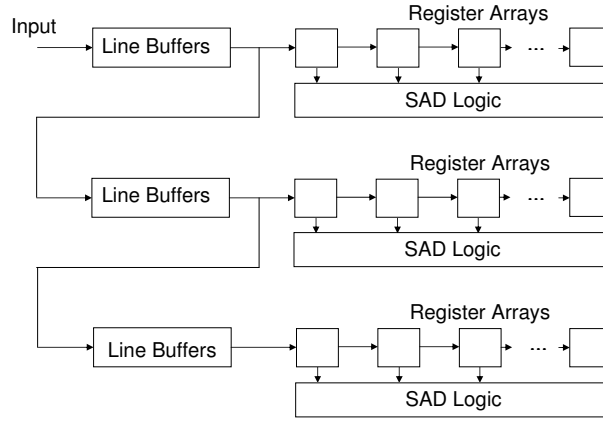 Register Arrays
Input
Line Buffers
...
SAD Logic
Register Arrays
Line Buffers
...
SAD Logic
Register Arrays
Line Buffers
...
SAD Logic